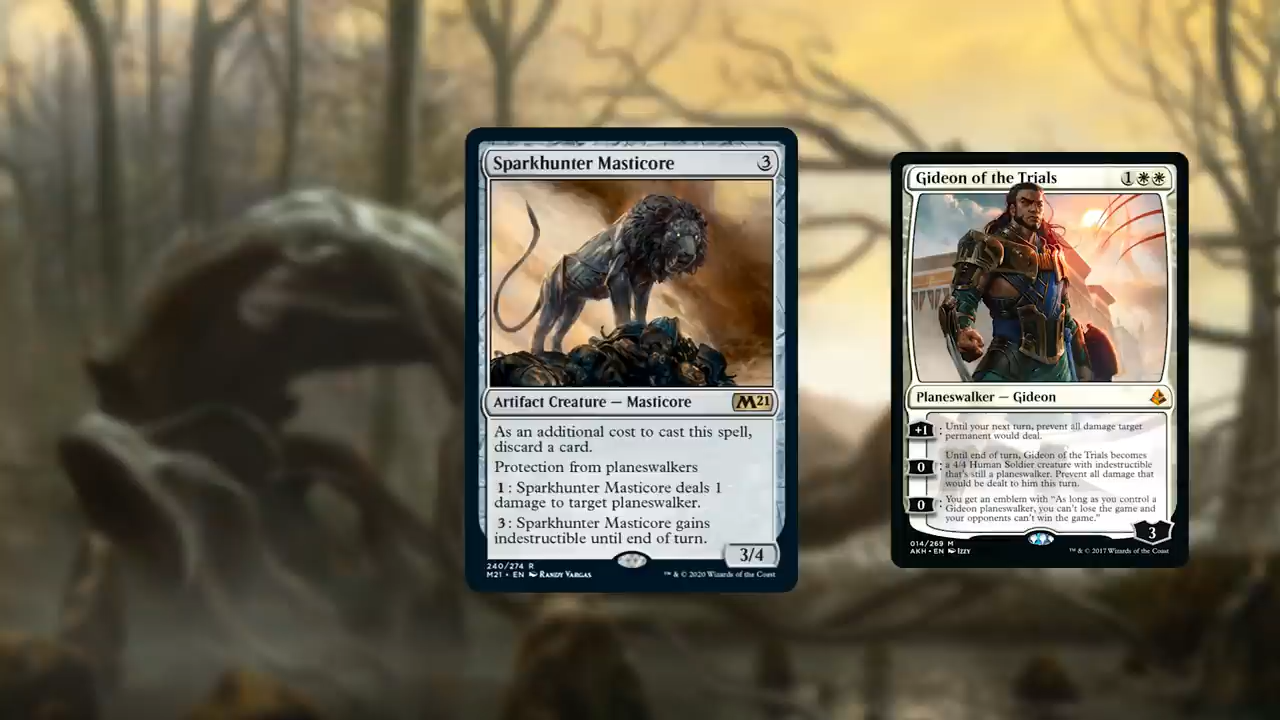 Sparkhunter Masticore 3
Artifact Creature — Masticore M21
As an additional cost to cast this spell,
discard a card.
Protection from planeswalkers
1: Sparkhunter Masticore deals 1
damage to target planeswalker.
3: Sparkhunter Masticore gains
indestructible until end of turn.
3/4
240/274 R
M21 • EN RANDY VARGAS
™ & © 2020 Wizards of the Coast
Gideon of the Trials 1
Planeswalker — Gideon
+1: Until your next turn, prevent all damage target
permanent would deal.
0: Until end of turn, Gideon of the Trials becomes
a 4/4 Human Soldier creature with indestructible
that's still a planeswalker. Prevent all damage that
would be dealt to him this turn.
0: You get an emblem with “As long as you control a
Gideon planeswalker, you can't lose the game and
your opponents can't win the game.”
3
014/269 M
AKH • EN IZZY
™ & © 2017 Wizards of the Coast